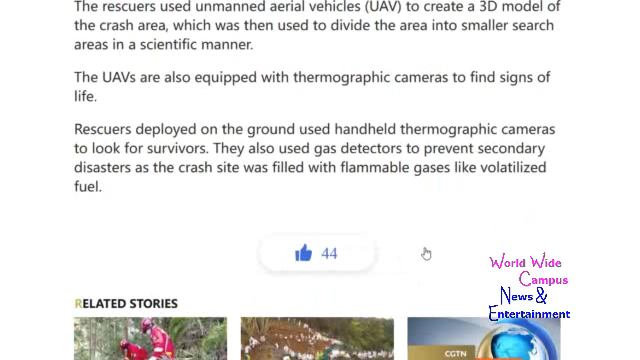 The rescuers used unmanned aerial vehicles (UAV) to create a 3D model of
the crash area, which was then used to divide the area into smaller search
areas in a scientific manner.
The UAVs are also equipped with thermographic cameras to find signs of
life.
Rescuers deployed on the ground used handheld thermographic cameras
to look for survivors. They also used gas detectors to prevent secondary
disasters as the crash site was filled with flammable gases like volatilized
fuel.
44
World Wide
Campus
News &
Entertainment
RELATED STORIES
CGTN